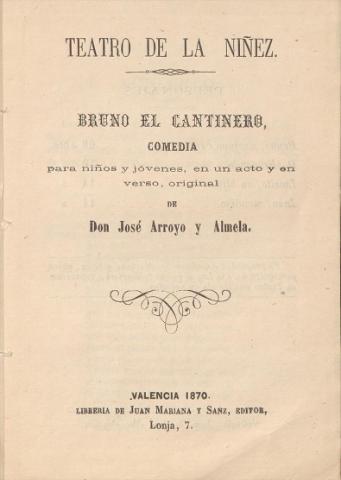 TEATRO DE LA NIÑEZ.
BRUNO EL CANTINERO,
COMEDIA
para niños y jóvenes, en un acto y en
verso, original
DE
Don José Arroyo y Almela.
VALENCIA 1870.
LIBRERIA DE JUAN MARIANA Y SANZ, EDITOR,
Lonja, 7.